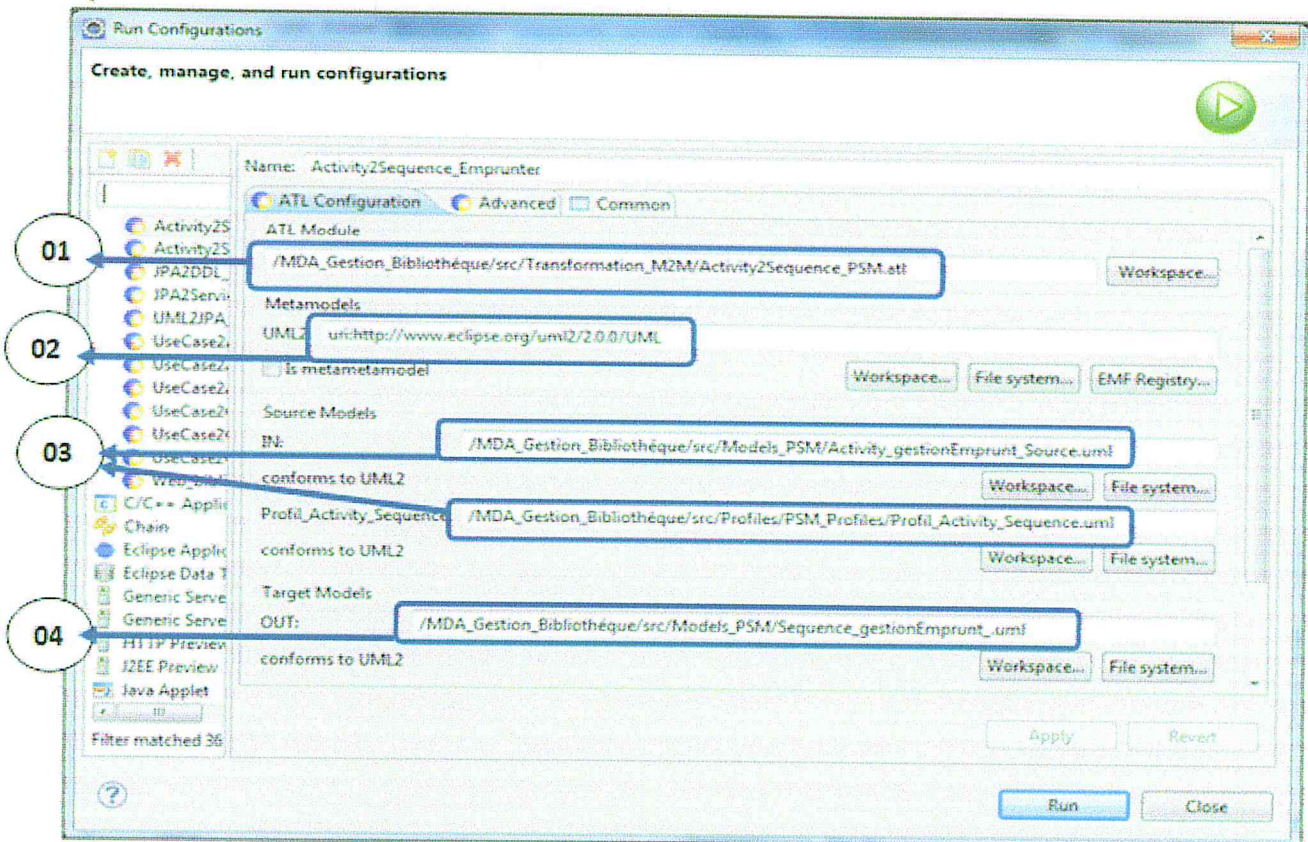 Run Configurations
Create, manage, and run configurations
Name: Activity2Sequence_Emprunter
ATL Configuration
Advanced
Common
Activity2S
Activity2S
JPA2DDL_
JPA2Servi
UML2JPA_
UseCase2
UseCase2
UseCase2
UseCase2
UseCase2
UseCase2
C/C++ Applic
Chain
Eclipse Applic
Eclipse Data T
Generic Serve
Generic Serve
HTTP Preview
J2EE Preview
Java Applet
Filter matched 36
01
ATL Module
/MDA_Gestion_Bibliothéque/src/Transformation_M2M/Activity2Sequence_PSM.atl
Workspace...
Metamodels
02
UML2
uri:http://www.eclipse.org/uml2/2.0.0/UML
Is metametamodel
Workspace...
File system...
EMF Registry...
Source Models
03
IN:
/MDA_Gestion_Bibliothéque/src/Models_PSM/Activity_gestionEmprunt_Source.uml
conforms to UML2
Workspace...
File system...
Profil_Activity_Sequence
/MDA_Gestion_Bibliothéque/src/Profiles/PSM_Profiles/Profil_Activity_Sequence.uml
conforms to UML2
Workspace...
File system...
Target Models
04
OUT:
/MDA_Gestion_Bibliothéque/src/Models_PSM/Sequence_gestionEmprunt_.uml
conforms to UML2
Workspace...
File system...
Apply
Revert
?
Run
Close